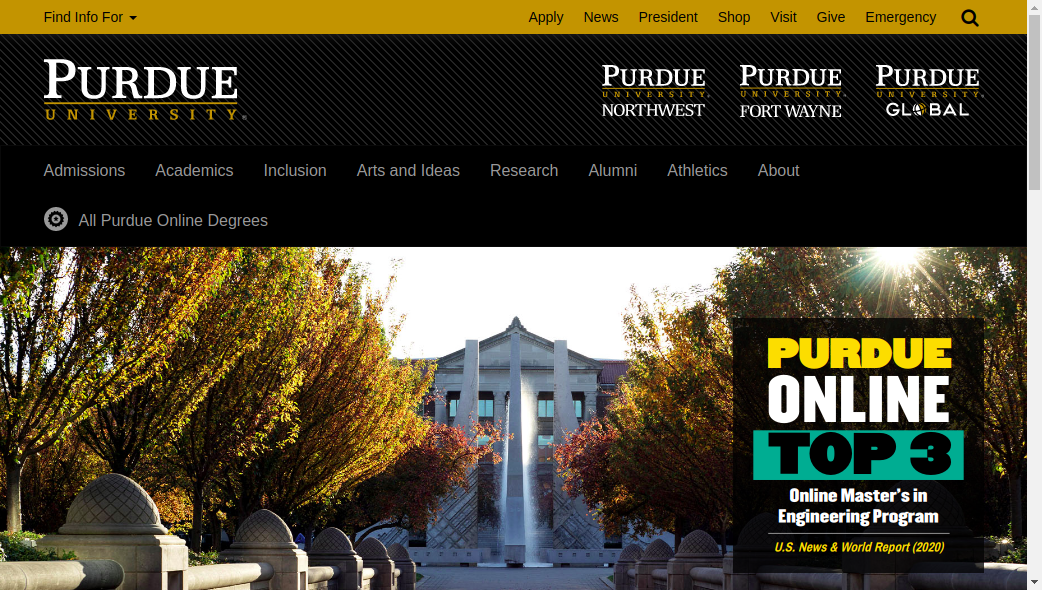 Find Info For
Apply News President Shop Visit Give Emergency
PURDUE
UNIVERSITY®
PURDUE
UNIVERSITY®
NORTHWEST
PURDUE
UNIVERSITY®
FORT WAYNE
PURDUE
UNIVERSITY®
GLOBAL
Admissions Academics Inclusion Arts and Ideas Research Alumni Athletics About
All Purdue Online Degrees
PURDUE
ONLINE
TOP 3
Online Master's in
Engineering Program
U.S. News & World Report (2020)